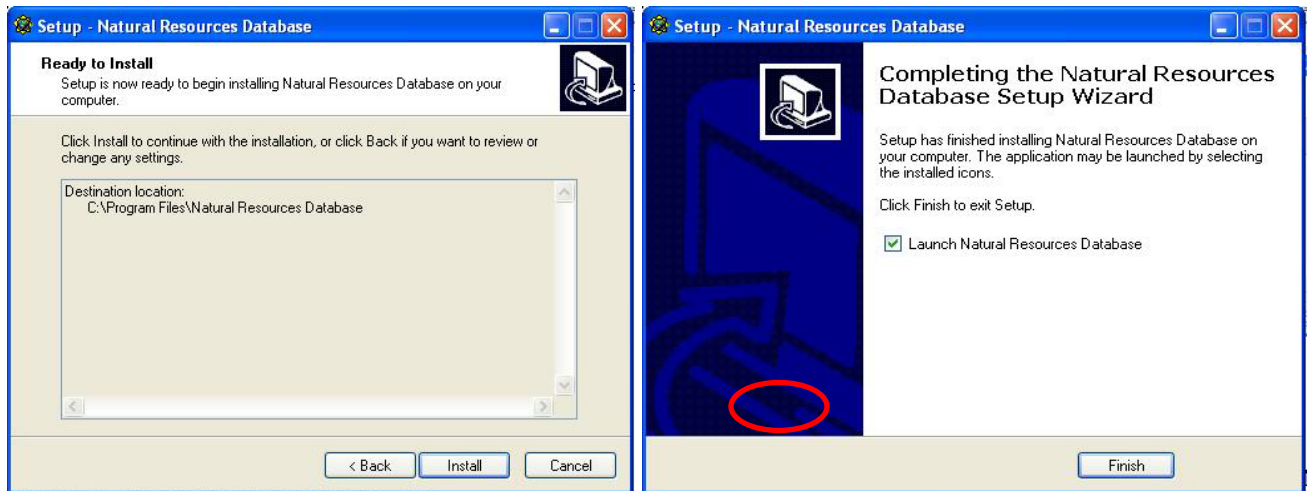 Setup - Natural Resources Database
Ready to Install
Setup is now ready to begin installing Natural Resources Database on your
computer.
Click Install to continue with the installation, or click Back if you want to review or
change any settings.
Destination location:
C:\Program Files\Natural Resources Database
< Back
Install
Cancel
Setup - Natural Resources Database
Completing the Natural Resources
Database Setup Wizard
Setup has finished installing Natural Resources Database on
your computer. The application may be launched by selecting
the installed icons.
Click Finish to exit Setup.
Launch Natural Resources Database
Finish